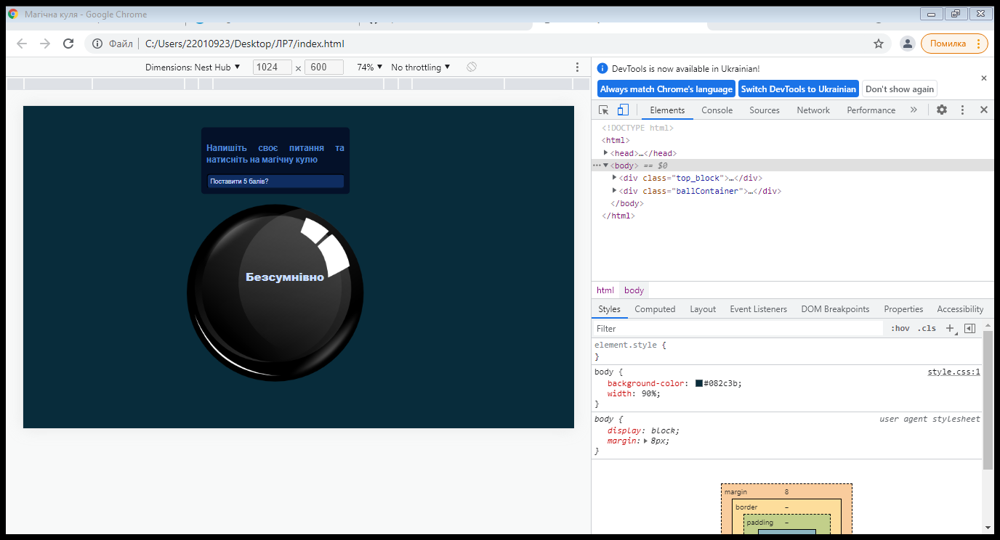 Магічна куля - Google Chrome
Файл C:/Users/22010923/Desktop/ЛР7/index.html Помилка
Dimensions: Nest Hub ▼ 1024 × 600 74% ▼ No throttling ▼
DevTools is now available in Ukrainian!
Always match Chrome's language Switch DevTools to Ukrainian Don't show again
Elements Console Sources Network Performance »
<!DOCTYPE html>
<html>
<head>…</head>
<body> == $0
<div class="top_block">…</div>
<div class="ballContainer">…</div>
</body>
</html>
Напишіть своє питання та
натисніть на магічну кулю
Поставити 5 балів?
Безсумнівно
html body
Styles Computed Layout Event Listeners DOM Breakpoints Properties Accessibility
Filter :hov .cls +
element.style {
}
body { style.css:1
background-color: #082c3b;
width: 90%;
}
body { user agent stylesheet
display: block;
margin: 8px;
}
margin 8
border –
padding –